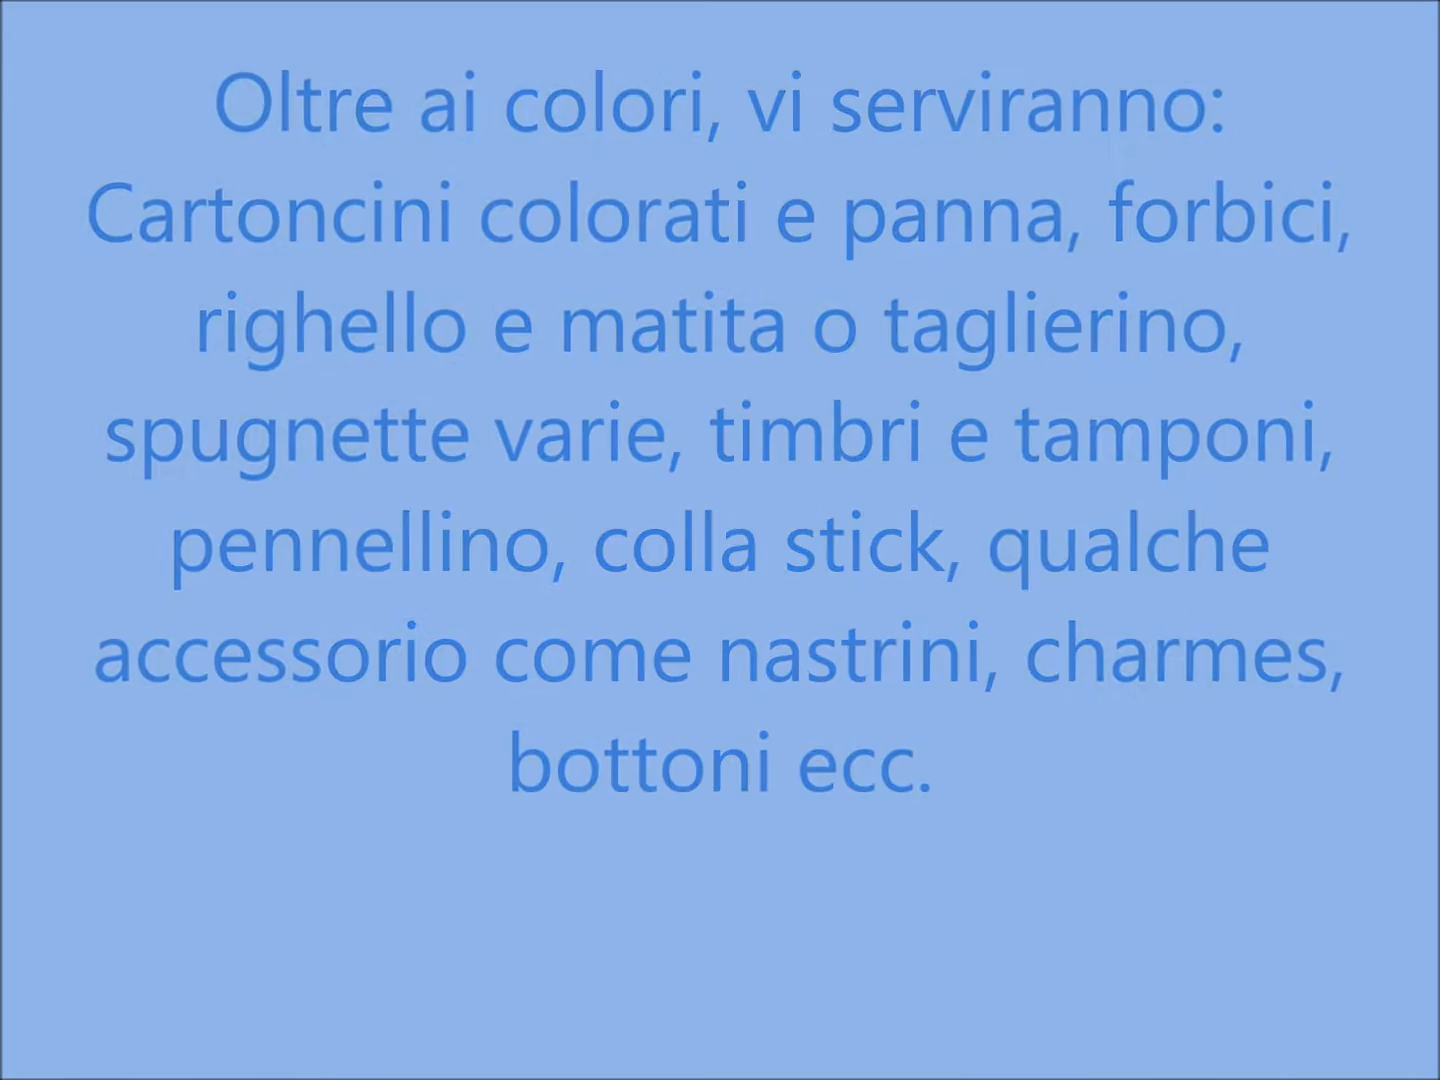 Oltre ai colori, vi serviranno:
Cartoncini colorati e panna, forbici,
righello e matita o taglierino,
spugnette varie, timbri e tamponi,
pennellino, colla stick, qualche
accessorio come nastrini, charmes,
bottoni ecc.